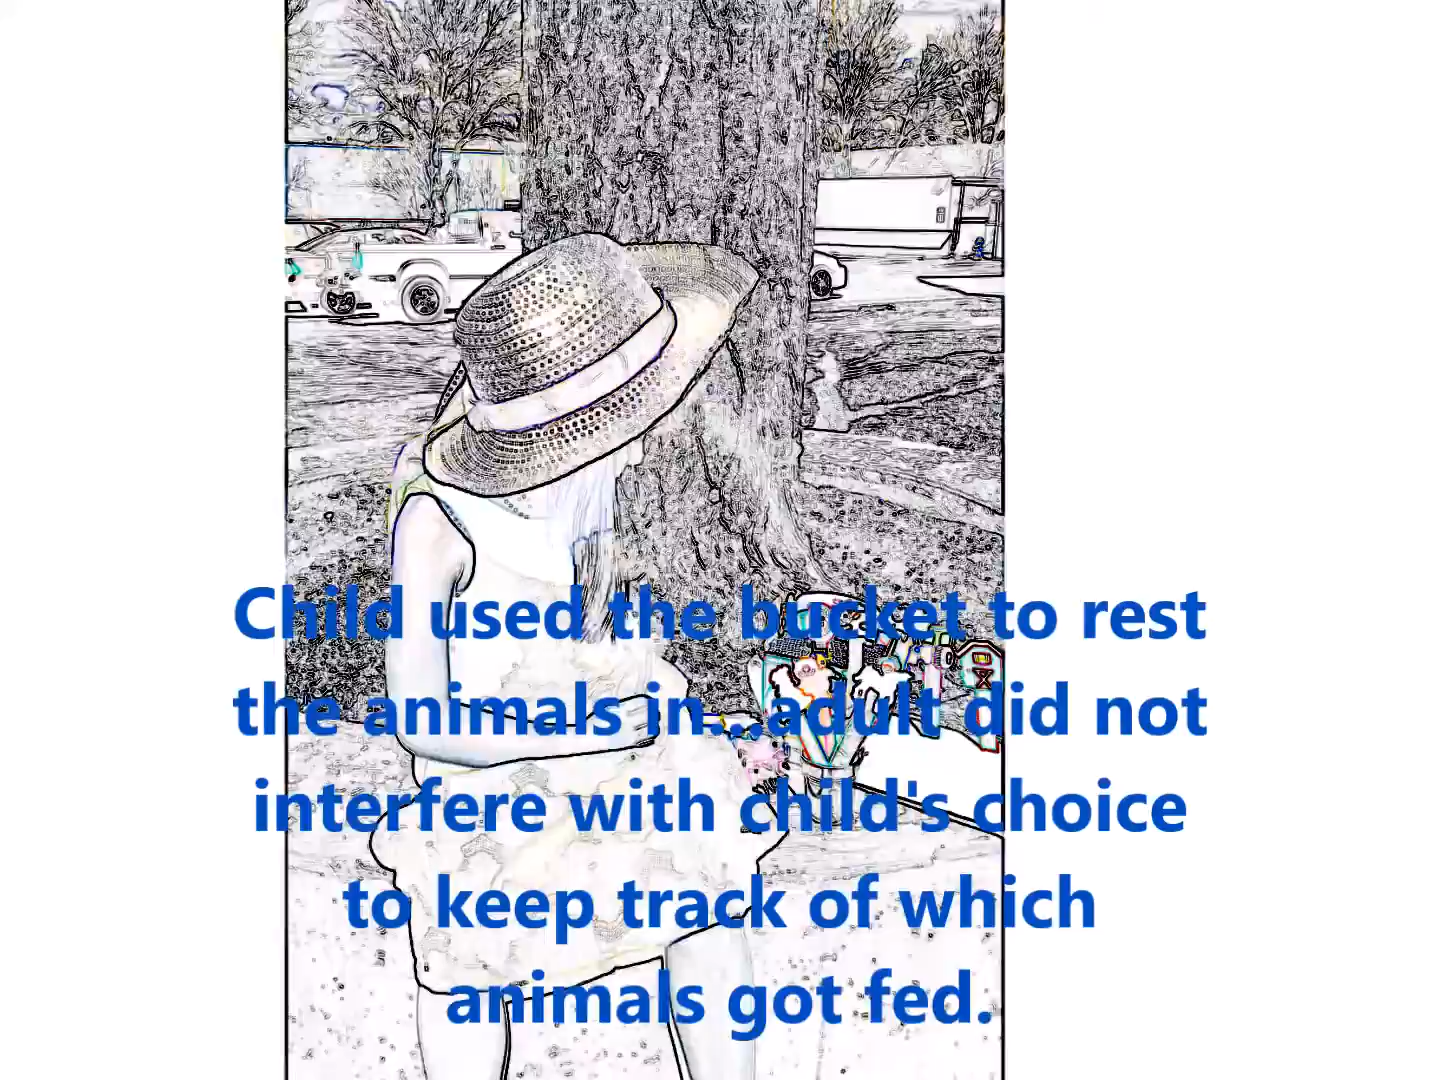 Child used the bucket to rest
the animals in...adult did not
interfere with child's choice
to keep track of which
animals got fed.